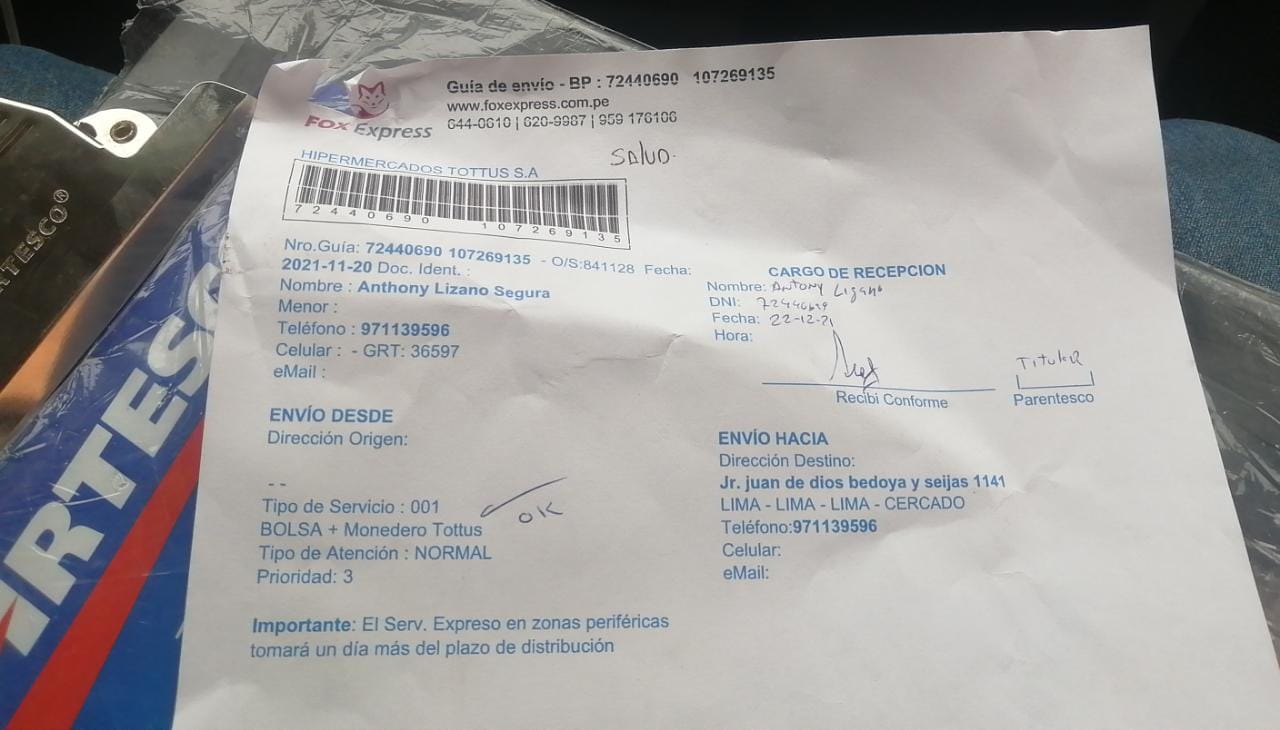 Guía de envío - BP : 72440690 107269135
www.foxexpress.com.pe
644-0610 | 620-9987 | 959 176106
Fox Express
SALUD.
HIPERMERCADOS TOTTUS S.A
72440690 107269135
Nro.Guía: 72440690 107269135 - O/S:841128 Fecha:
2021-11-20 Doc. Ident. :
Nombre : Anthony Lizano Segura
Menor :
Teléfono : 971139596
Celular : - GRT: 36597
eMail :
CARGO DE RECEPCION
Nombre: Antony Lizano
DNI:
Fecha: 22-12-21
Hora:
Recibi Conforme
Titular
Parentesco
ENVÍO DESDE
Dirección Origen:
- -
Tipo de Servicio : 001
BOLSA + Monedero Tottus
Tipo de Atención : NORMAL
Prioridad: 3
OK
ENVÍO HACIA
Dirección Destino:
Jr. juan de dios bedoya y seijas 1141
LIMA - LIMA - LIMA - CERCADO
Teléfono:971139596
Celular:
eMail:
Importante: El Serv. Expreso en zonas periféricas
tomará un día más del plazo de distribución
RTESCO®
ARTESCO